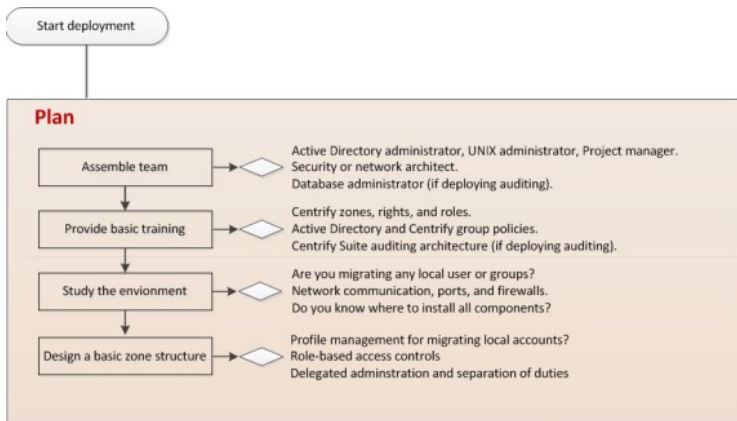 Start deployment
Plan
Assemble team
Active Directory administrator, UNIX administrator, Project manager.
Security or network architect.
Database administrator (if deploying auditing).
Provide basic training
Centrify zones, rights, and roles.
Active Directory and Centrify group policies.
Centrify Suite auditing architecture (if deploying auditing).
Study the envionment
Are you migrating any local user or groups?
Network communication, ports, and firewalls.
Do you know where to install all components?
Design a basic zone structure
Profile management for migrating local accounts?
Role-based access controls
Delegated adminstration and separation of duties